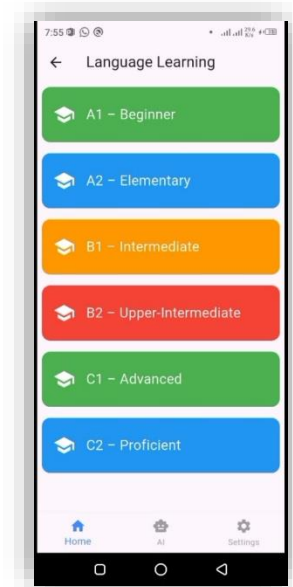 7:55
Language Learning
A1 – Beginner
A2 – Elementary
B1 – Intermediate
B2 – Upper-Intermediate
C1 – Advanced
C2 – Proficient
Home
AI
Settings